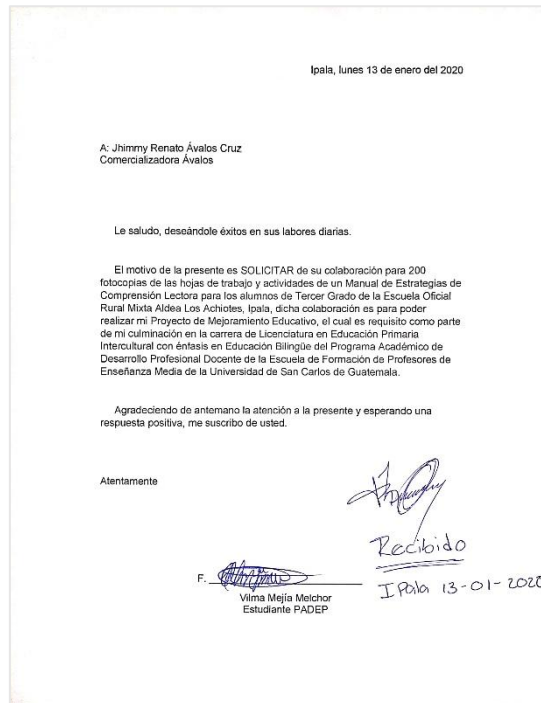 Ipala, lunes 13 de enero del 2020
A: Jhimmy Renato Ávalos Cruz
Comercializadora Ávalos
Le saludo, deseándole éxitos en sus labores diarias.
El motivo de la presente es SOLICITAR de su colaboración para 200
fotocopias de las hojas de trabajo y actividades de un Manual de Estrategias de
Comprensión Lectora para los alumnos de Tercer Grado de la Escuela Oficial
Rural Mixta Aldea Los Achiotes, Ipala, dicha colaboración es para poder
realizar mi Proyecto de Mejoramiento Educativo, el cual es requisito como parte
de mi culminación en la carrera de Licenciatura en Educación Primaria
Intercultural con énfasis en Educación Bilingüe del Programa Académico de
Desarrollo Profesional Docente de la Escuela de Formación de Profesores de
Enseñanza Media de la Universidad de San Carlos de Guatemala.
Agradeciendo de antemano la atención a la presente y esperando una
respuesta positiva, me suscribo de usted.
Atentamente
Recibido
Ipala 13-01-2020
F.
Vilma Mejía Melchor
Estudiante PADEP